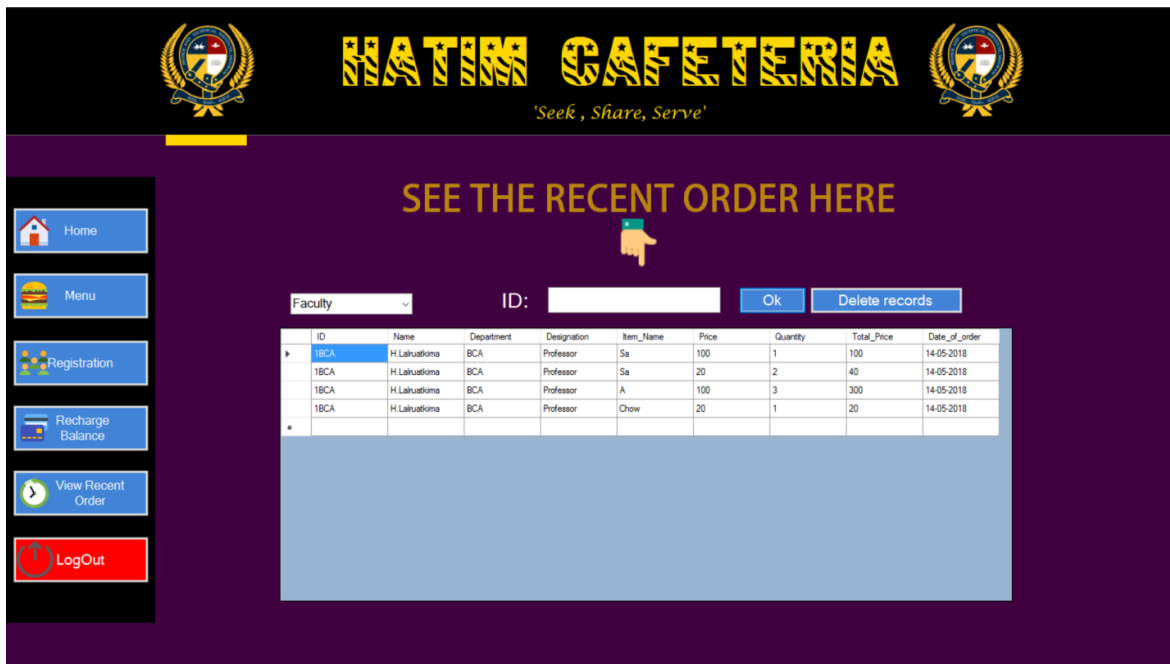 HATIM CAFETERIA
'Seek , Share, Serve'
SEE THE RECENT ORDER HERE
Home
Menu
Registration
Recharge
Balance
View Recent
Order
LogOut
Faculty ID: Ok Delete records
ID Name Department Designation Item_Name Price Quantity Total_Price Date_of_order
1BCA H.Lalruatkima BCA Professor Sa 100 1 100 14-05-2018
1BCA H.Lalruatkima BCA Professor Sa 20 2 40 14-05-2018
1BCA H.Lalruatkima BCA Professor A 100 3 300 14-05-2018
1BCA H.Lalruatkima BCA Professor Chow 20 1 20 14-05-2018